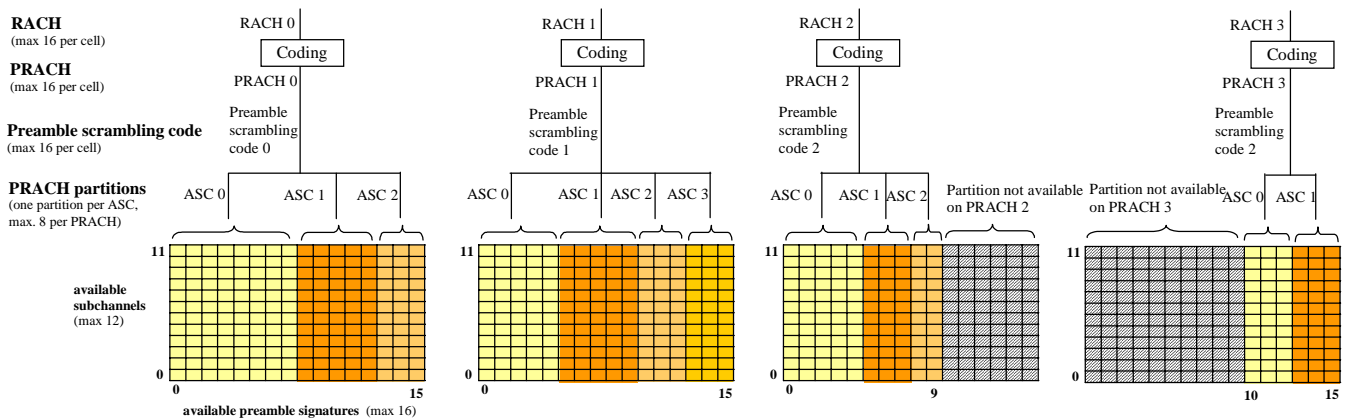 RACH
(max 16 per cell)
PRACH
(max 16 per cell)
Preamble scrambling code
(max 16 per cell)
PRACH partitions
(one partition per ASC,
max. 8 per PRACH)
available
subchannels
(max 12)
RACH 0
Coding
PRACH 0
Preamble
scrambling
code 0
ASC 0
ASC 1
ASC 2
11
0
0
15
available preamble signatures (max 16)
RACH 1
Coding
PRACH 1
Preamble
scrambling
code 1
ASC 0
ASC 1
ASC 2
ASC 3
11
0
0
15
RACH 2
Coding
PRACH 2
Preamble
scrambling
code 2
ASC 0
ASC 1
ASC 2
Partition not available
on PRACH 2
11
0
0
9
RACH 3
Coding
PRACH 3
Preamble
scrambling
code 2
Partition not available
on PRACH 3
ASC 0
ASC 1
11
0
10
15